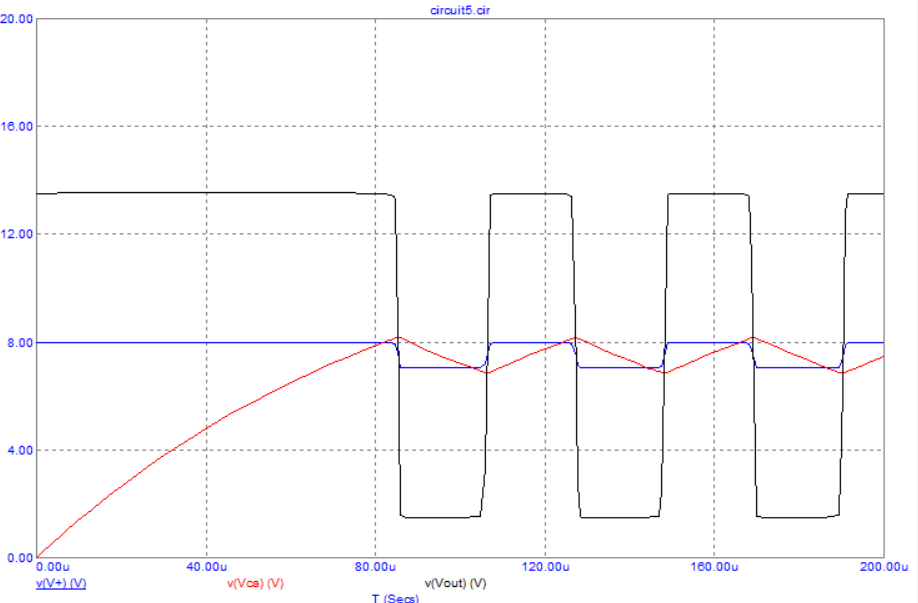 circuit5.cir
20.00
16.00
12.00
8.00
4.00
0.00
0.00u 40.00u 80.00u 120.00u 160.00u 200.00u
v(V+) (V) v(Vca) (V) v(Vout) (V)
T (Secs)